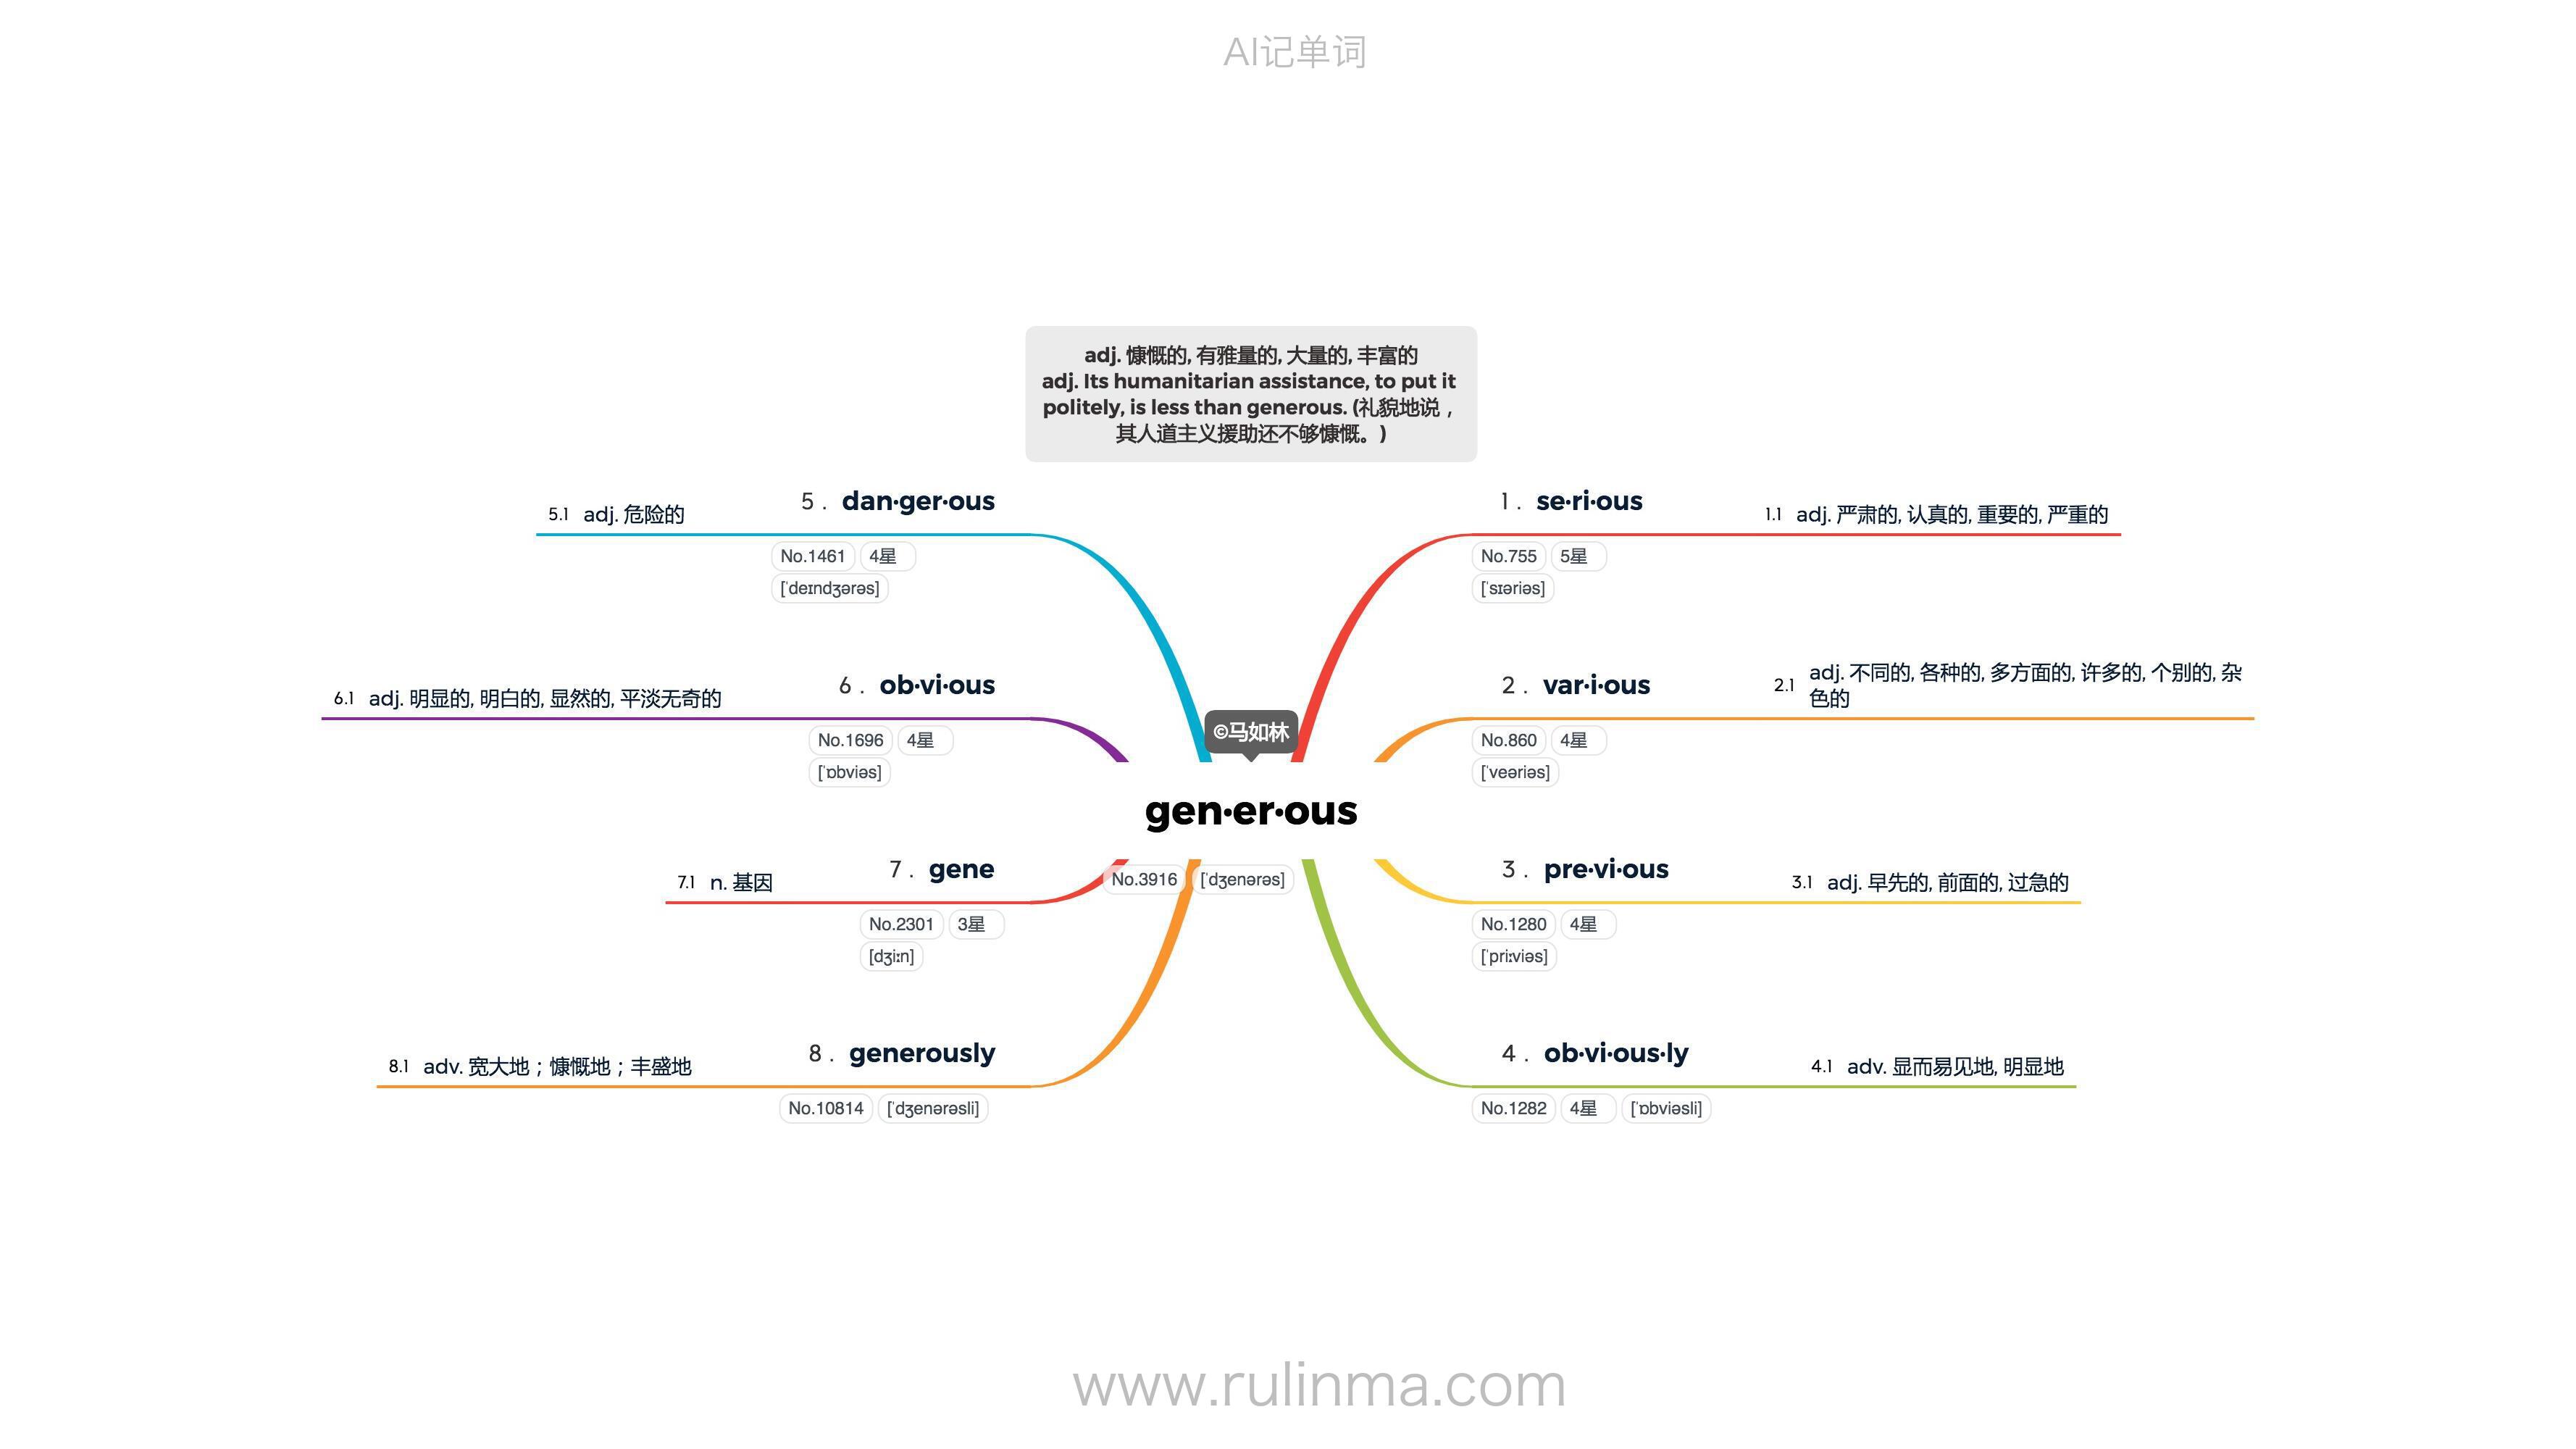 AI记单词
adj. 慷慨的, 有雅量的, 大量的, 丰富的
adj. Its humanitarian assistance, to put it
politely, is less than generous. (礼貌地说，
其人道主义援助还不够慷慨。)
©马如林
gen·er·ous
No.3916 [ˈdʒenərəs]
1 . se·ri·ous
No.755 5星
[ˈsɪəriəs]
1.1 adj. 严肃的, 认真的, 重要的, 严重的
2 . var·i·ous
No.860 4星
[ˈveəriəs]
2.1 adj. 不同的, 各种的, 多方面的, 许多的, 个别的, 杂
色的
3 . pre·vi·ous
No.1280 4星
[ˈpriːviəs]
3.1 adj. 早先的, 前面的, 过急的
4 . ob·vi·ous·ly
No.1282 4星 [ˈɒbviəsli]
4.1 adv. 显而易见地, 明显地
5 . dan·ger·ous
No.1461 4星
[ˈdeɪndʒərəs]
5.1 adj. 危险的
6 . ob·vi·ous
No.1696 4星
[ˈɒbviəs]
6.1 adj. 明显的, 明白的, 显然的, 平淡无奇的
7 . gene
No.2301 3星
[dʒiːn]
7.1 n. 基因
8 . generously
No.10814 [ˈdʒenərəsli]
8.1 adv. 宽大地；慷慨地；丰盛地
www.rulinma.com